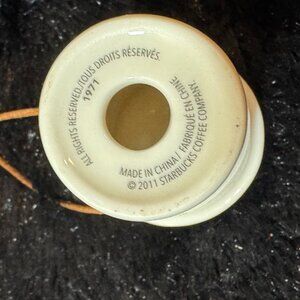 ALL RIGHTS RESERVED./TOUS DROITS RÉSERVÉS.
1971
MADE IN CHINA / FABRIQUÉ EN CHINE
© 2011 STARBUCKS COFFEE COMPANY.